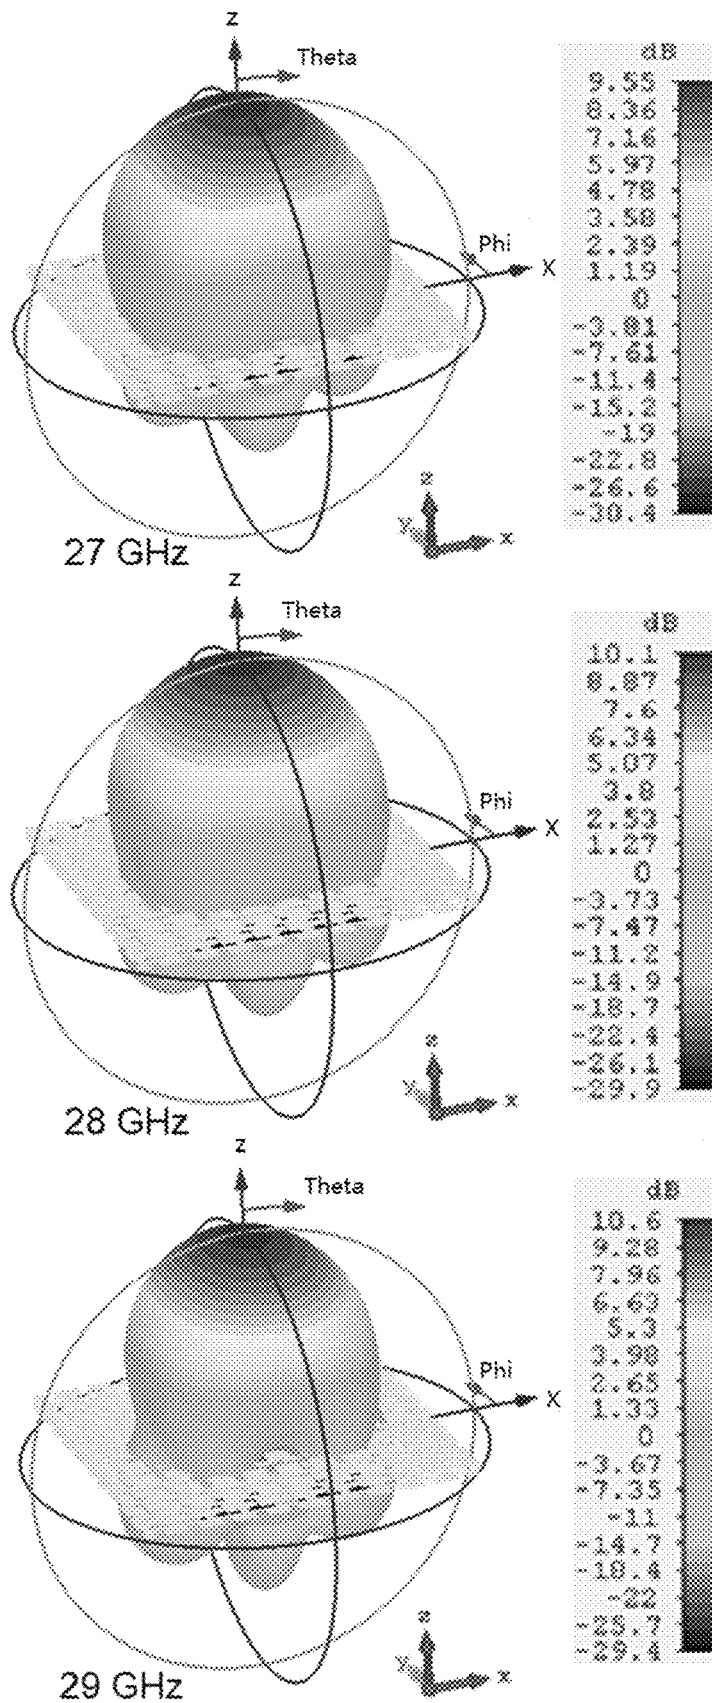 z
Theta
Phi
X
z
y
x
27 GHz
dB
9.55
8.36
7.16
5.97
4.78
3.58
2.39
1.19
0
-3.81
-7.61
-11.4
-15.2
-19
-22.8
-26.6
-30.4
z
Theta
Phi
X
z
y
x
28 GHz
dB
10.1
8.87
7.6
6.34
5.07
3.8
2.53
1.27
0
-3.73
-7.47
-11.2
-14.9
-18.7
-22.4
-26.1
-29.9
z
Theta
Phi
X
z
y
x
29 GHz
dB
10.6
9.28
7.96
6.63
5.3
3.98
2.65
1.33
0
-3.67
-7.35
-11
-14.7
-18.4
-22
-25.7
-29.4